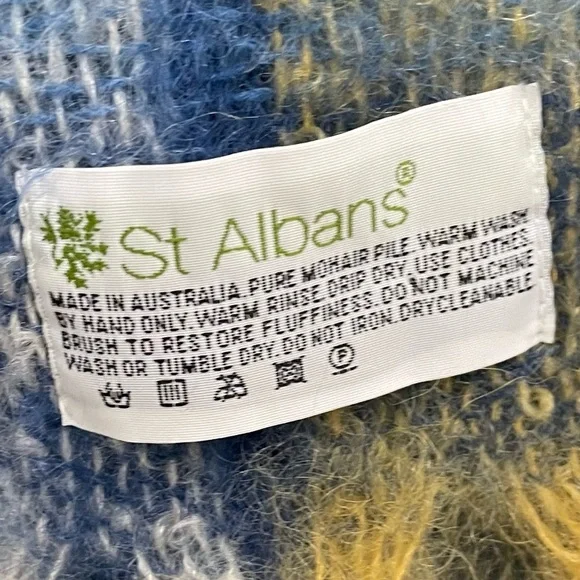 St Albans®
MADE IN AUSTRALIA. PURE MOHAIR PILE. WARM WASH
BY HAND ONLY. WARM RINSE. DRIP DRY. USE CLOTHES
BRUSH TO RESTORE FLUFFINESS. DO NOT MACHINE
WASH OR TUMBLE DRY. DO NOT IRON. DRYCLEANABLE
P